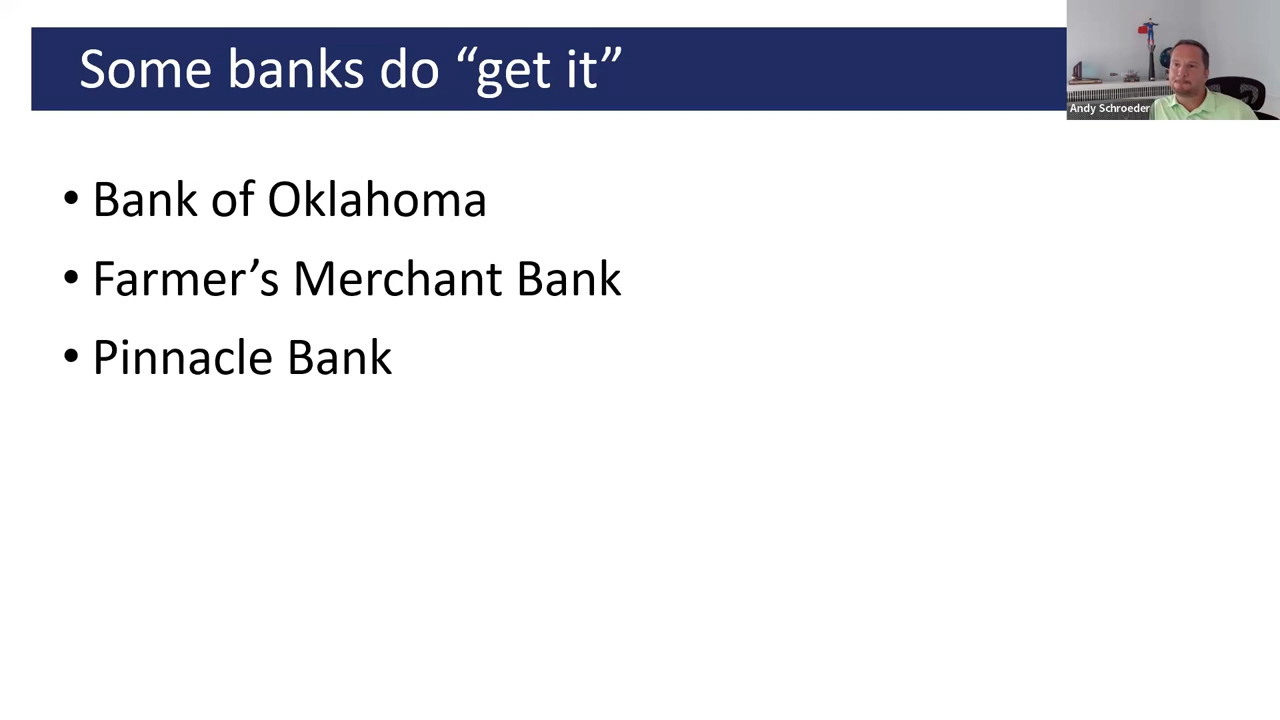 Some banks do “get it”
Andy Schroeder
• Bank of Oklahoma
• Farmer’s Merchant Bank
• Pinnacle Bank